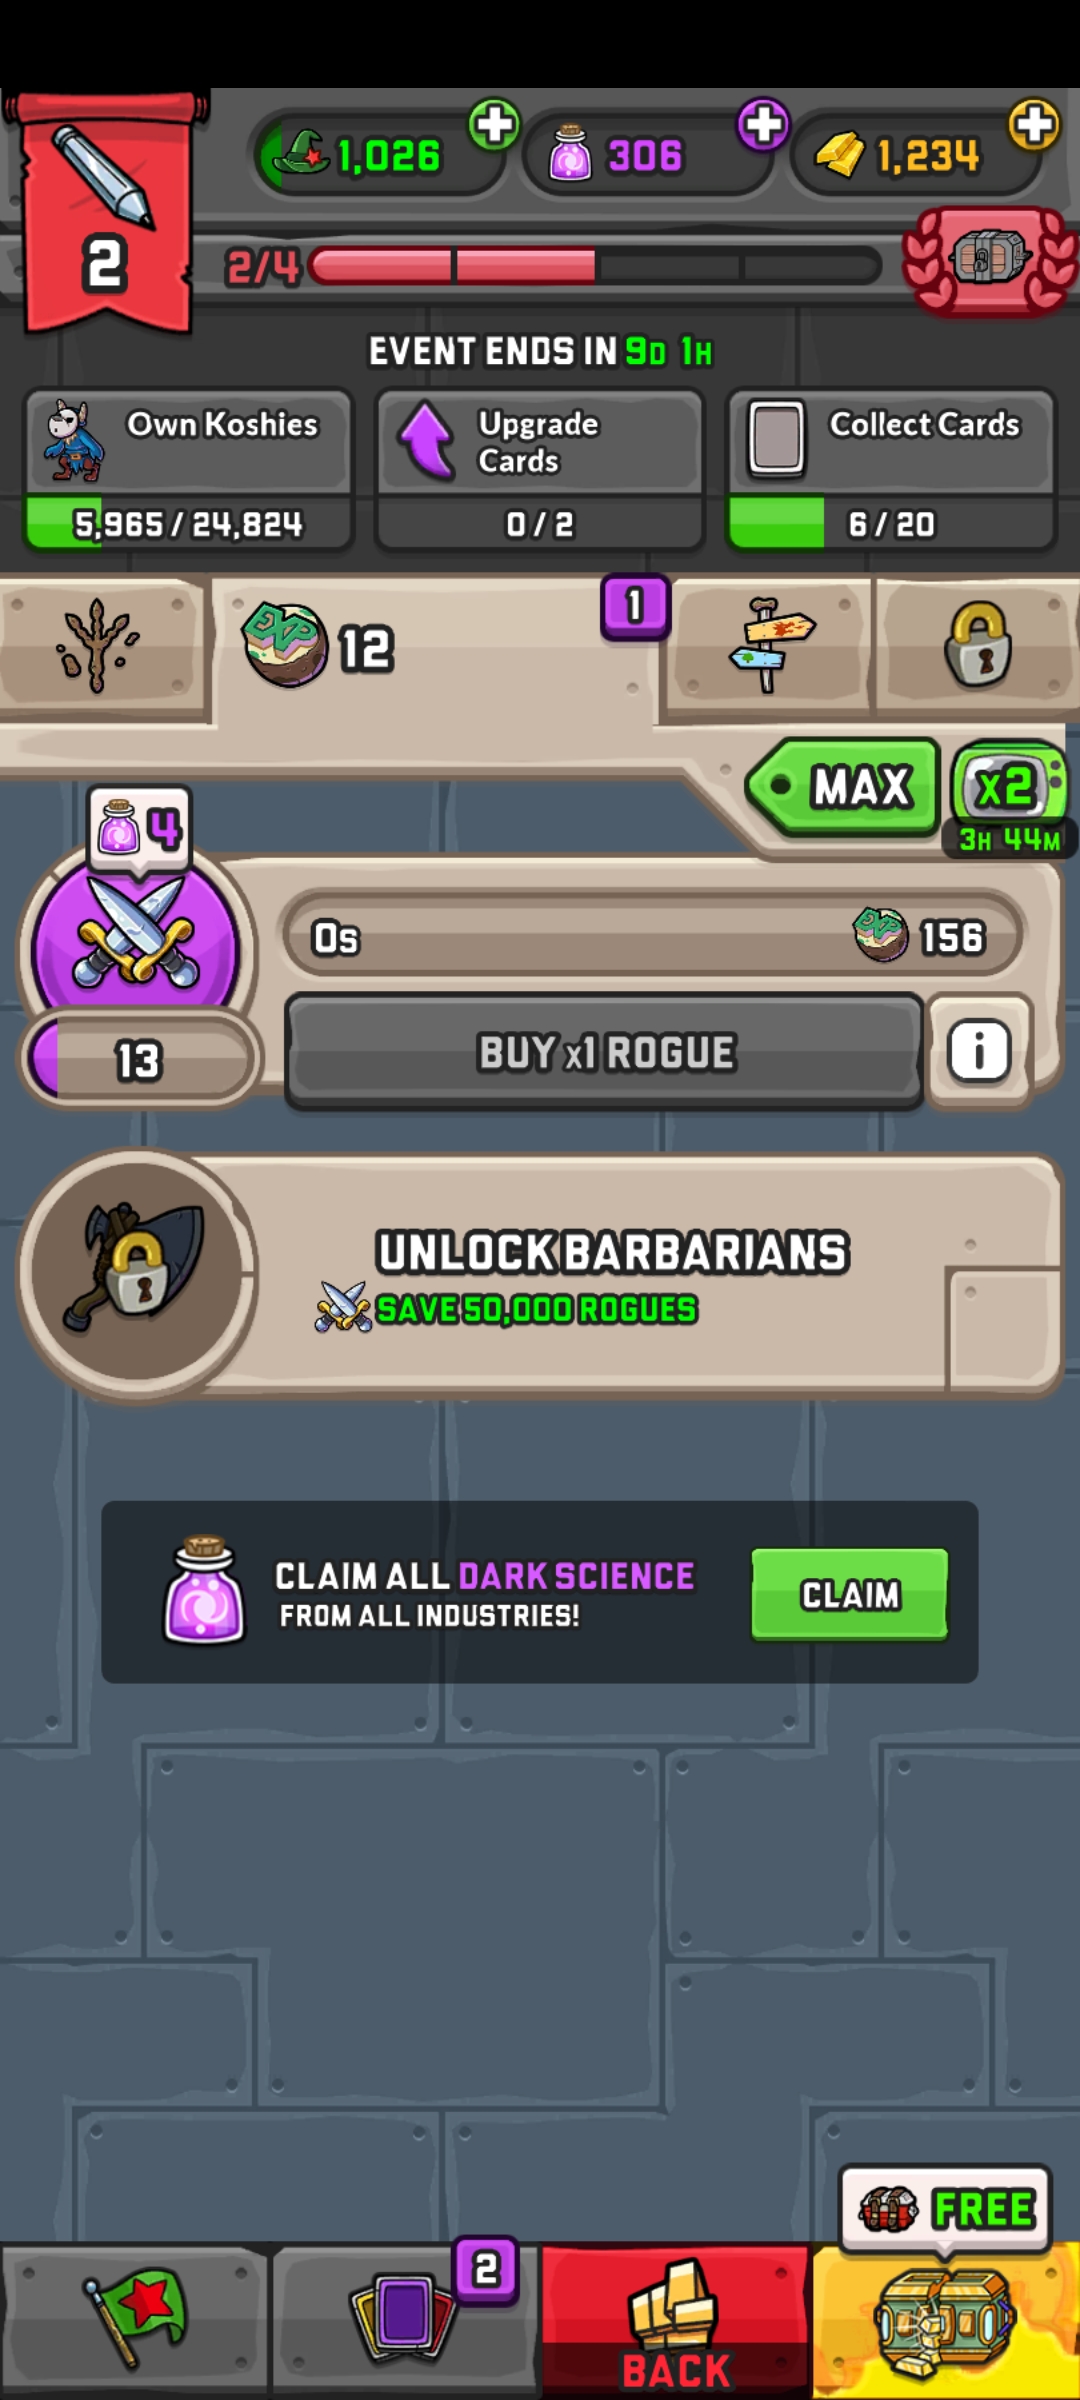 1,026
306
1,234
2
2/4
EVENT ENDS IN 9D 1H
Own Koshies
Upgrade
Cards
Collect Cards
5,965 / 24,824
0 / 2
6 / 20
EXP
12
1
MAX
x2
3H 44M
4
0s
EXP
156
13
BUY x1 ROGUE
i
UNLOCK BARBARIANS
SAVE 50,000 ROGUES
CLAIM ALL DARK SCIENCE
FROM ALL INDUSTRIES!
CLAIM
FREE
2
BACK